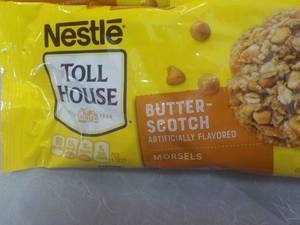 Nestlé
TOLL
HOUSE
BUTTER-
SCOTCH
ARTIFICIALLY FLAVORED
MORSELS